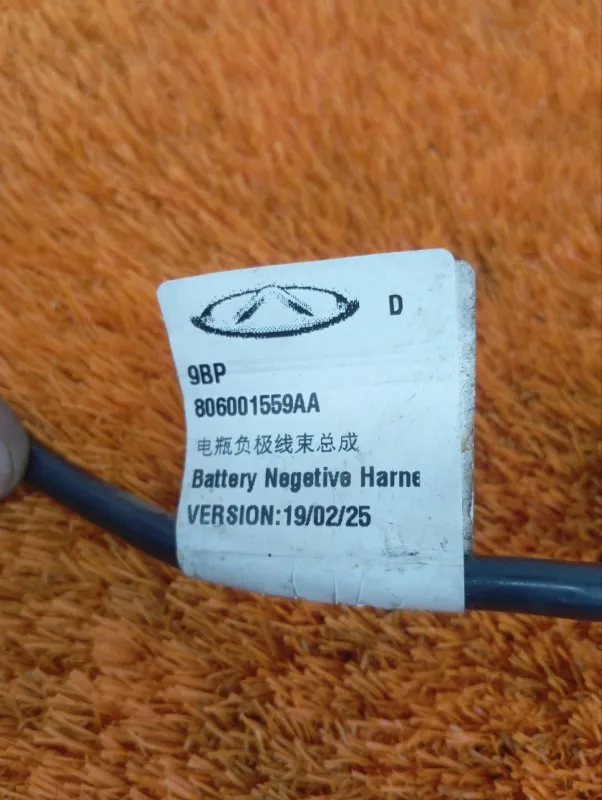 D
9BP
806001559AA
电瓶负极线束总成
Battery Negetive Harne
VERSION:19/02/25